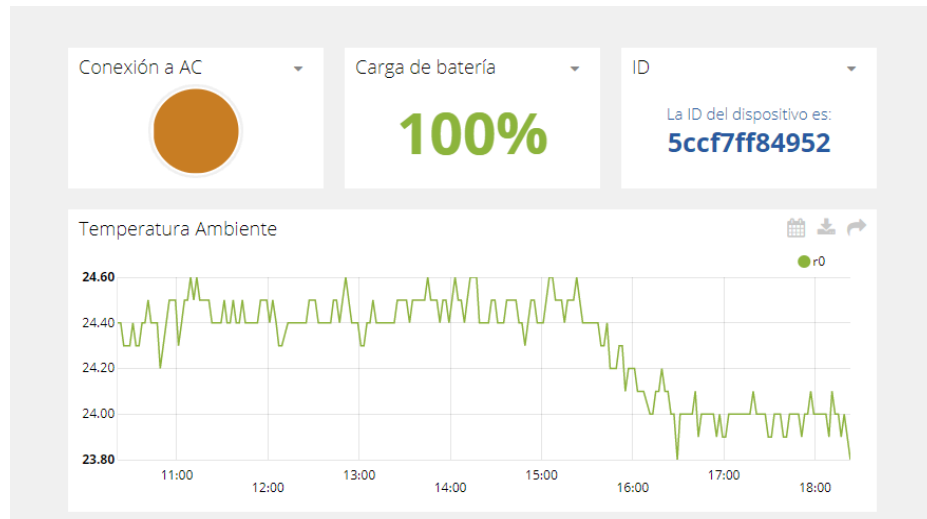 Conexión a AC
Carga de batería
100%
ID
La ID del dispositivo es:
5ccf7ff84952
Temperatura Ambiente
r0
24.60
24.40
24.20
24.00
23.80
11:00
12:00
13:00
14:00
15:00
16:00
17:00
18:00